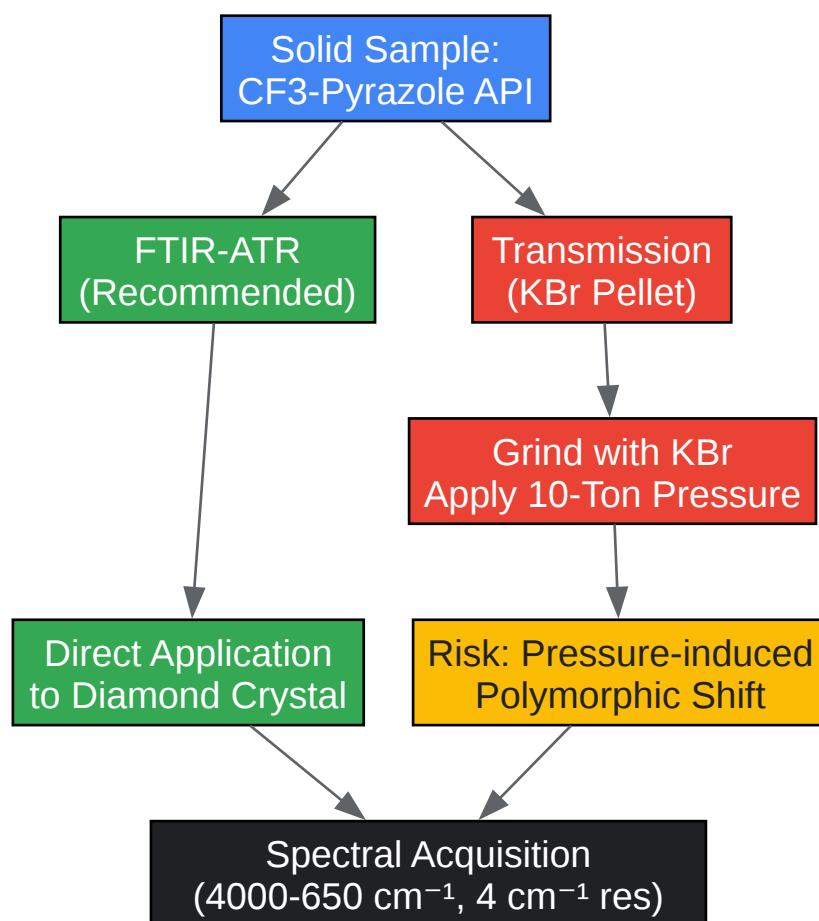 Solid Sample:
CF3-Pyrazole API
FTIR-ATR
(Recommended)
Transmission
(KBr Pellet)
Grind with KBr
Apply 10-Ton Pressure
Direct Application
to Diamond Crystal
Risk: Pressure-induced
Polymorphic Shift
Spectral Acquisition
(4000-650 cm⁻¹, 4 cm⁻¹ res)